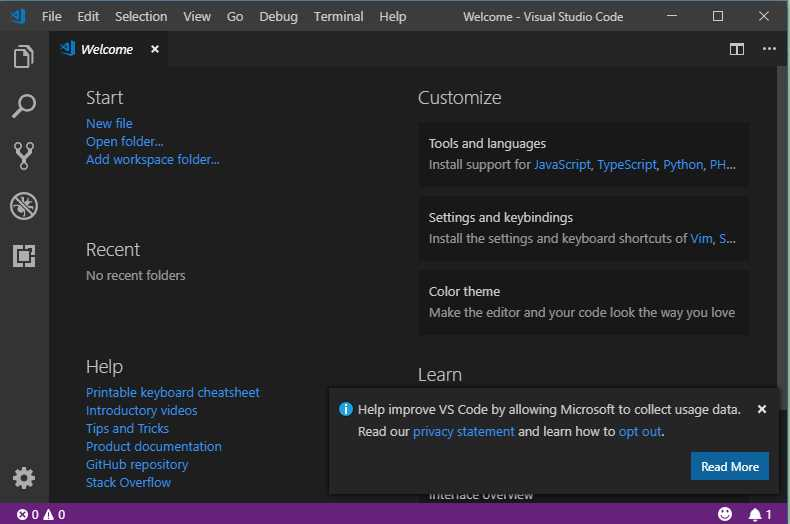 File Edit Selection View Go Debug Terminal Help Welcome - Visual Studio Code
Welcome
Start
New file
Open folder...
Add workspace folder...
Recent
No recent folders
Help
Printable keyboard cheatsheet
Introductory videos
Tips and Tricks
Product documentation
GitHub repository
Stack Overflow
Customize
Tools and languages
Install support for JavaScript, TypeScript, Python, PH...
Settings and keybindings
Install the settings and keyboard shortcuts of Vim, S...
Color theme
Make the editor and your code look the way you love
Learn
Help improve VS Code by allowing Microsoft to collect usage data.
Read our privacy statement and learn how to opt out.
Read More
Interface overview
0 0
1